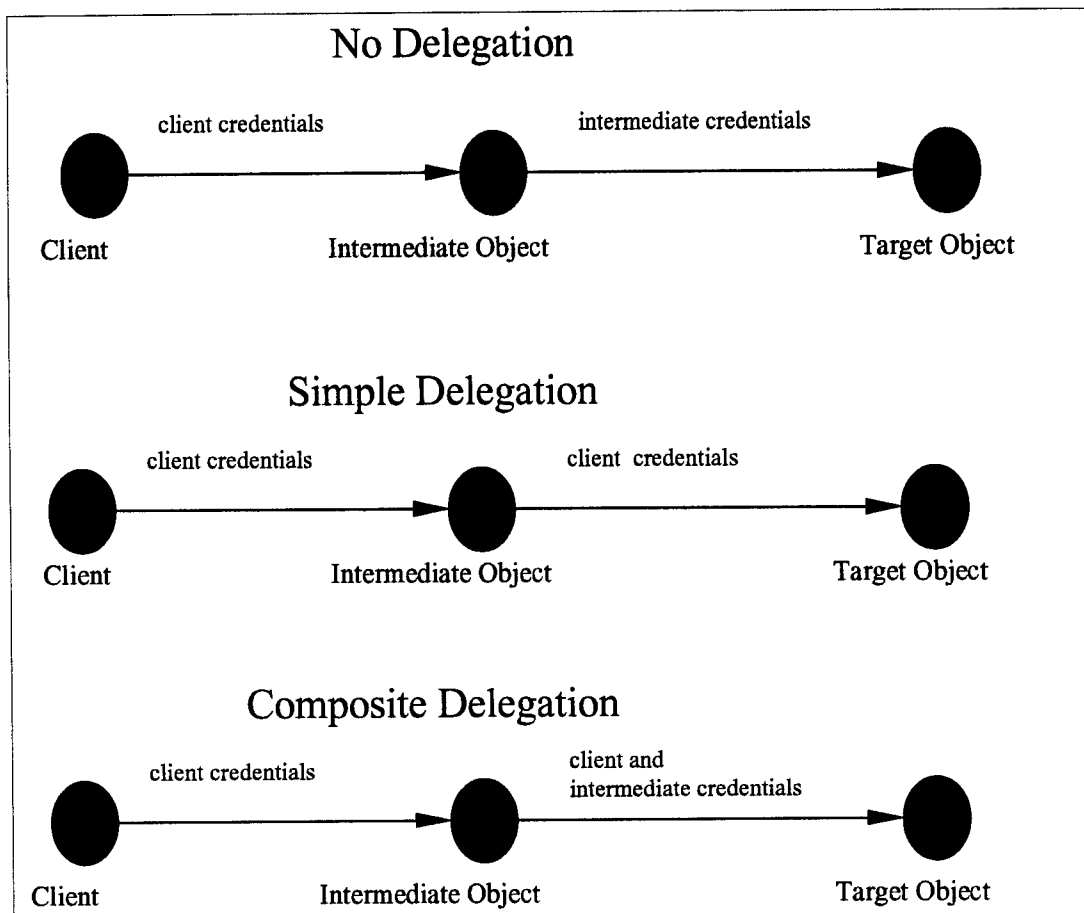 No Delegation
client credentials
intermediate credentials
Client
Intermediate Object
Target Object
Simple Delegation
client credentials
client credentials
Client
Intermediate Object
Target Object
Composite Delegation
client credentials
client and
intermediate credentials
Client
Intermediate Object
Target Object